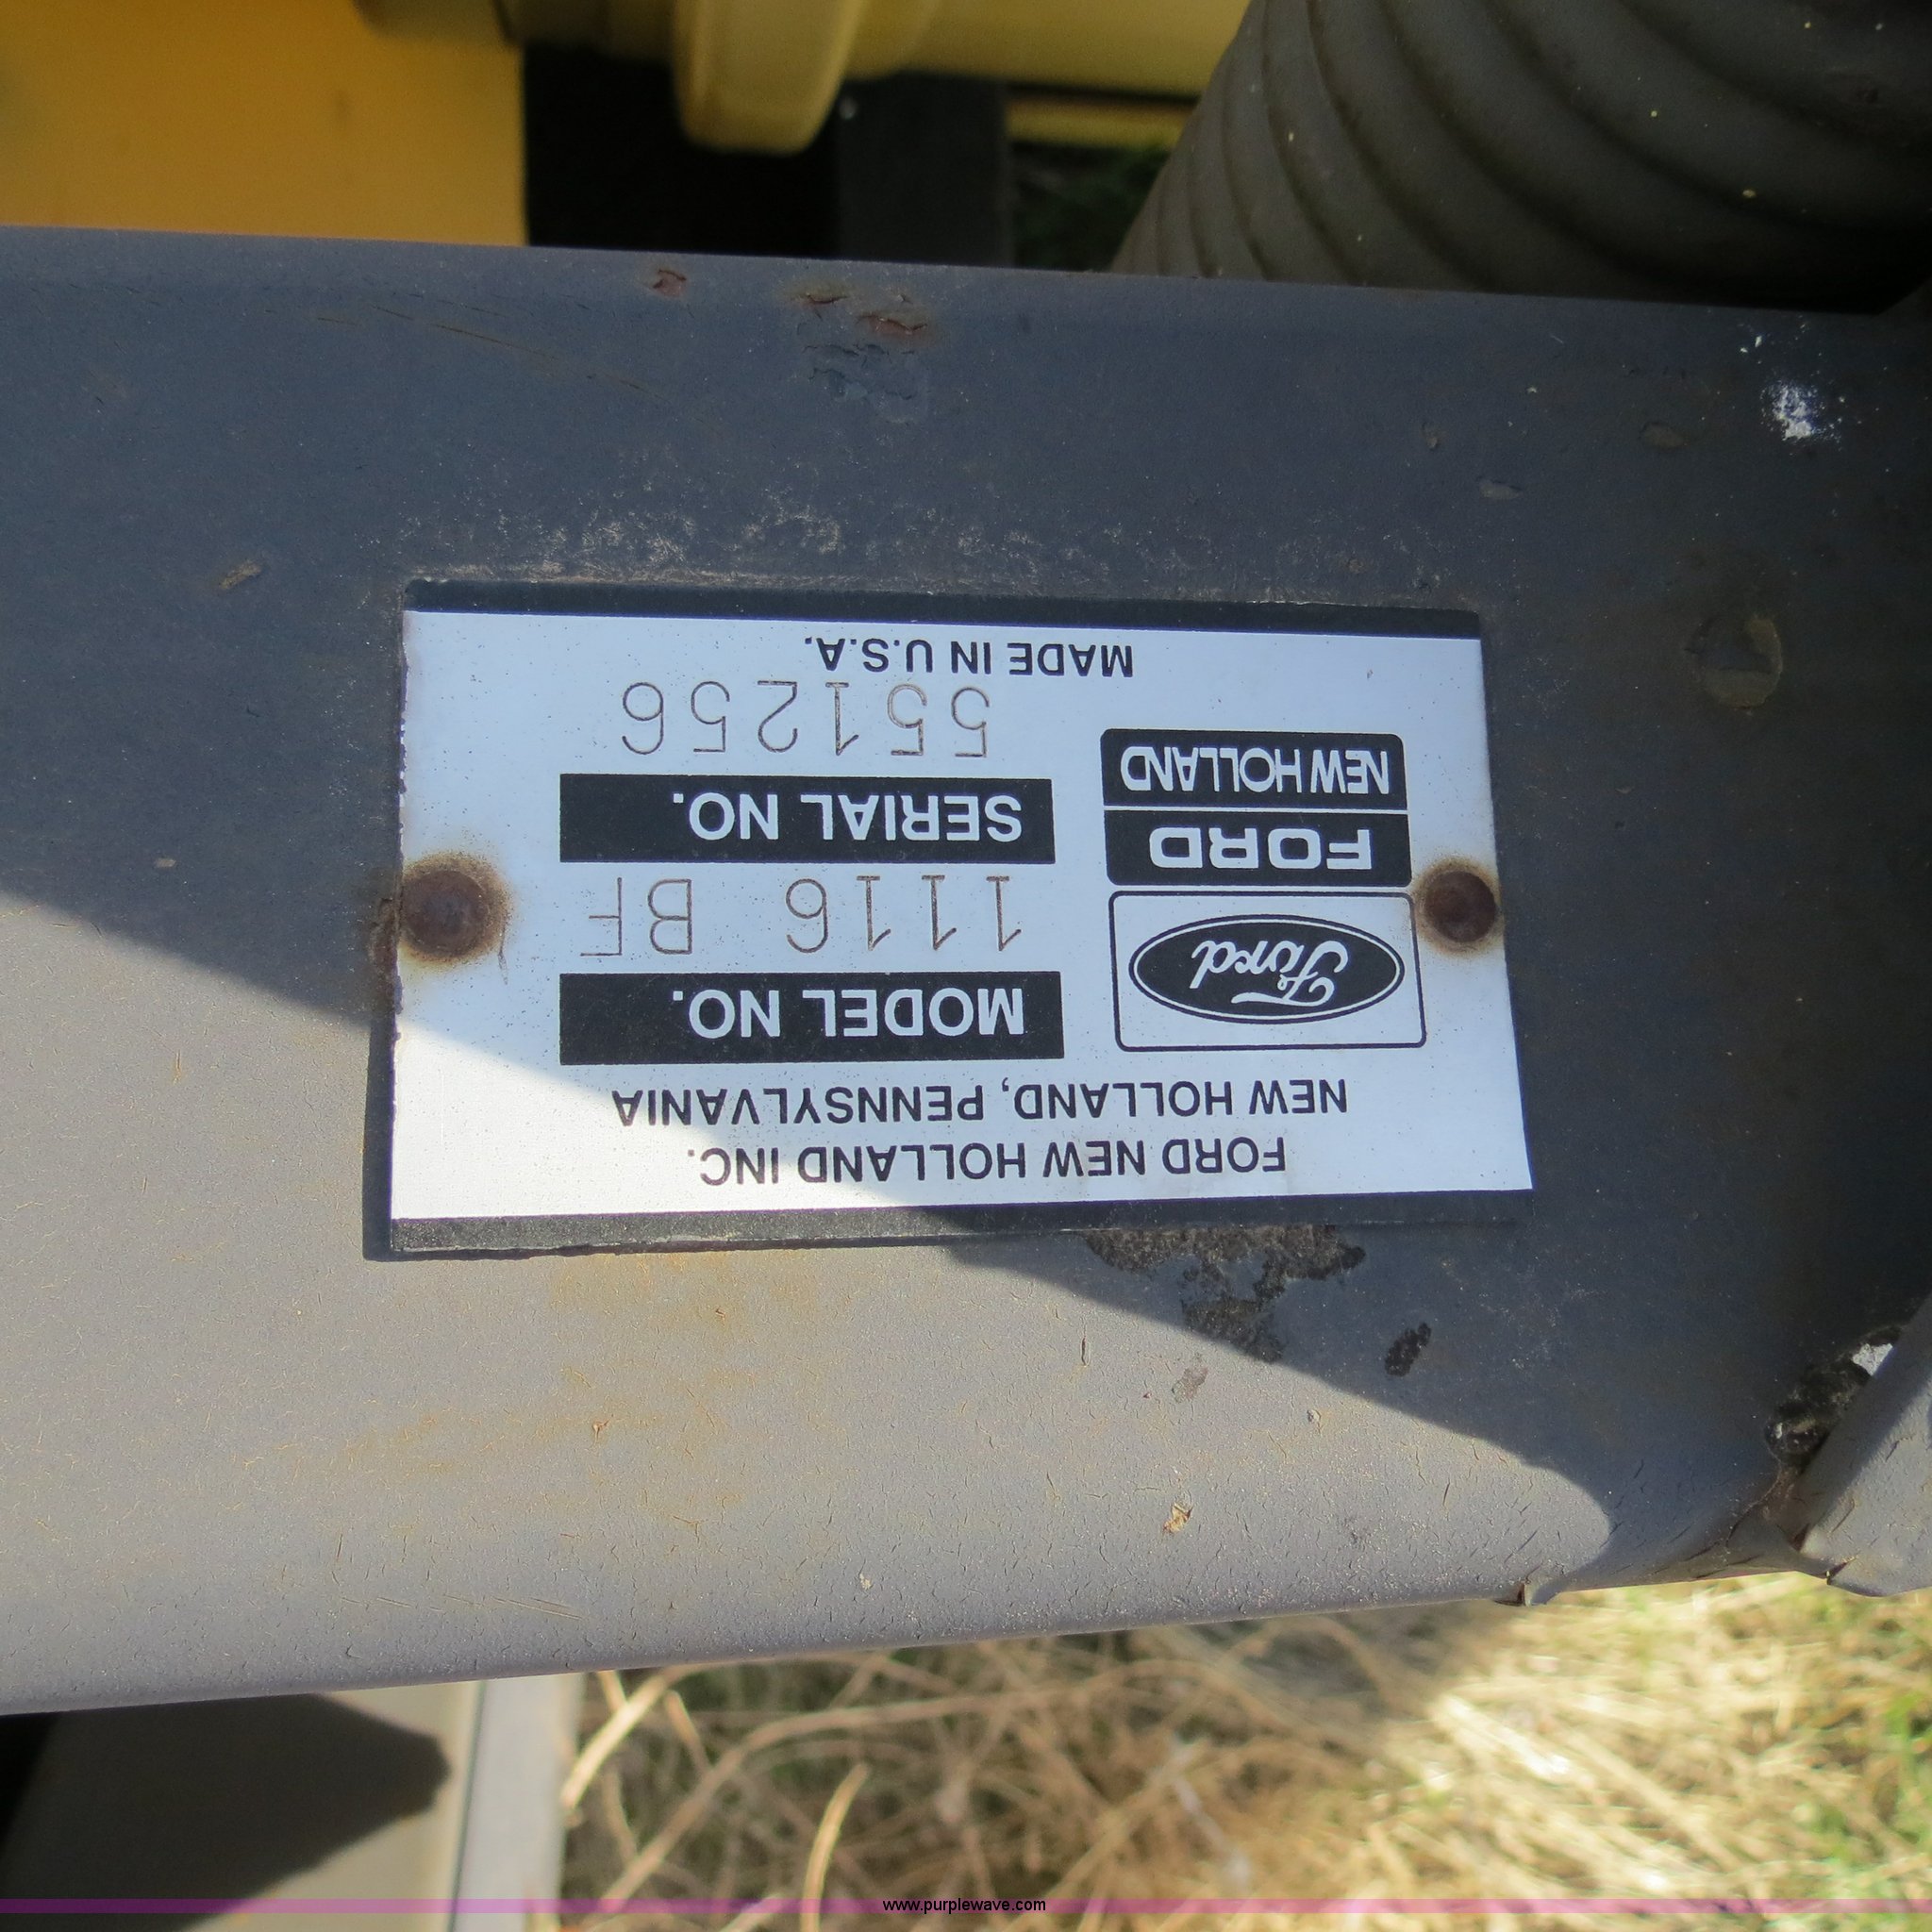 FORD NEW HOLLAND INC.
NEW HOLLAND, PENNSYLVANIA
Ford
FORD
NEW HOLLAND
MODEL NO.
1116 BF
SERIAL NO.
551256
MADE IN U.S.A.
www.purplewave.com